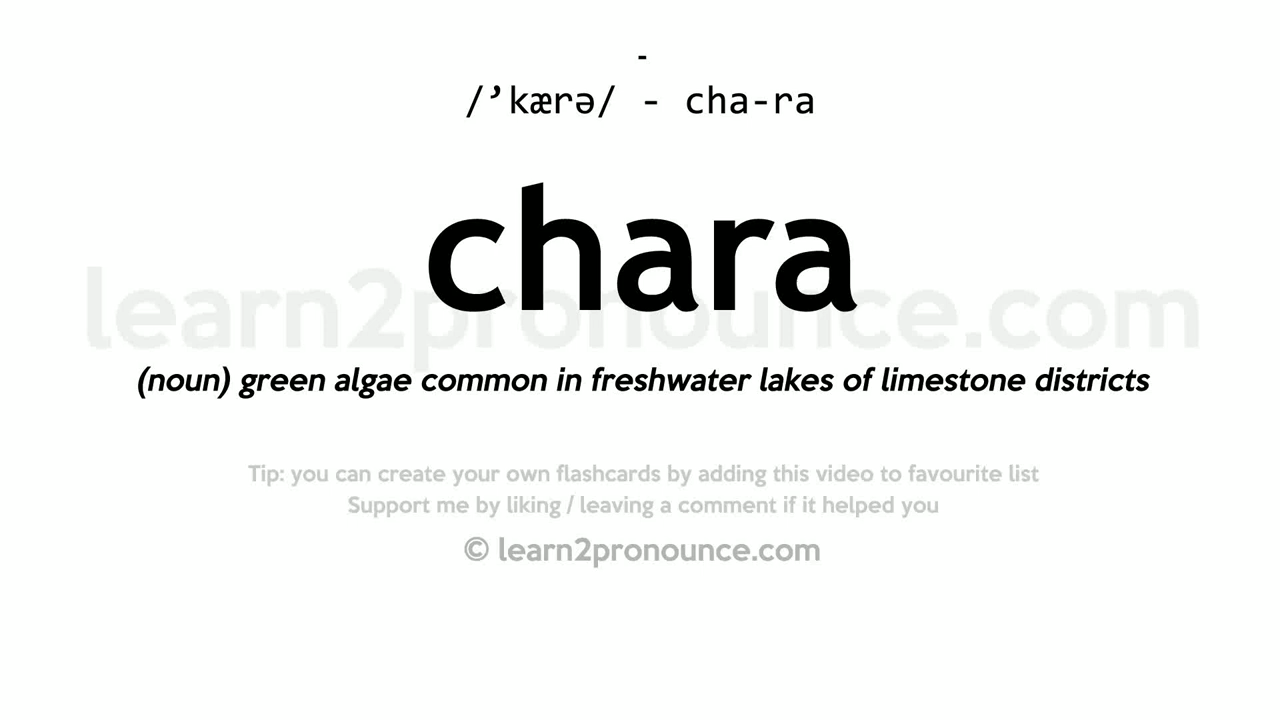 -
/’kærə/ - cha-ra
chara
learn2pronounce.com
(noun) green algae common in freshwater lakes of limestone districts
Tip: you can create your own flashcards by adding this video to favourite list
Support me by liking / leaving a comment if it helped you
© learn2pronounce.com